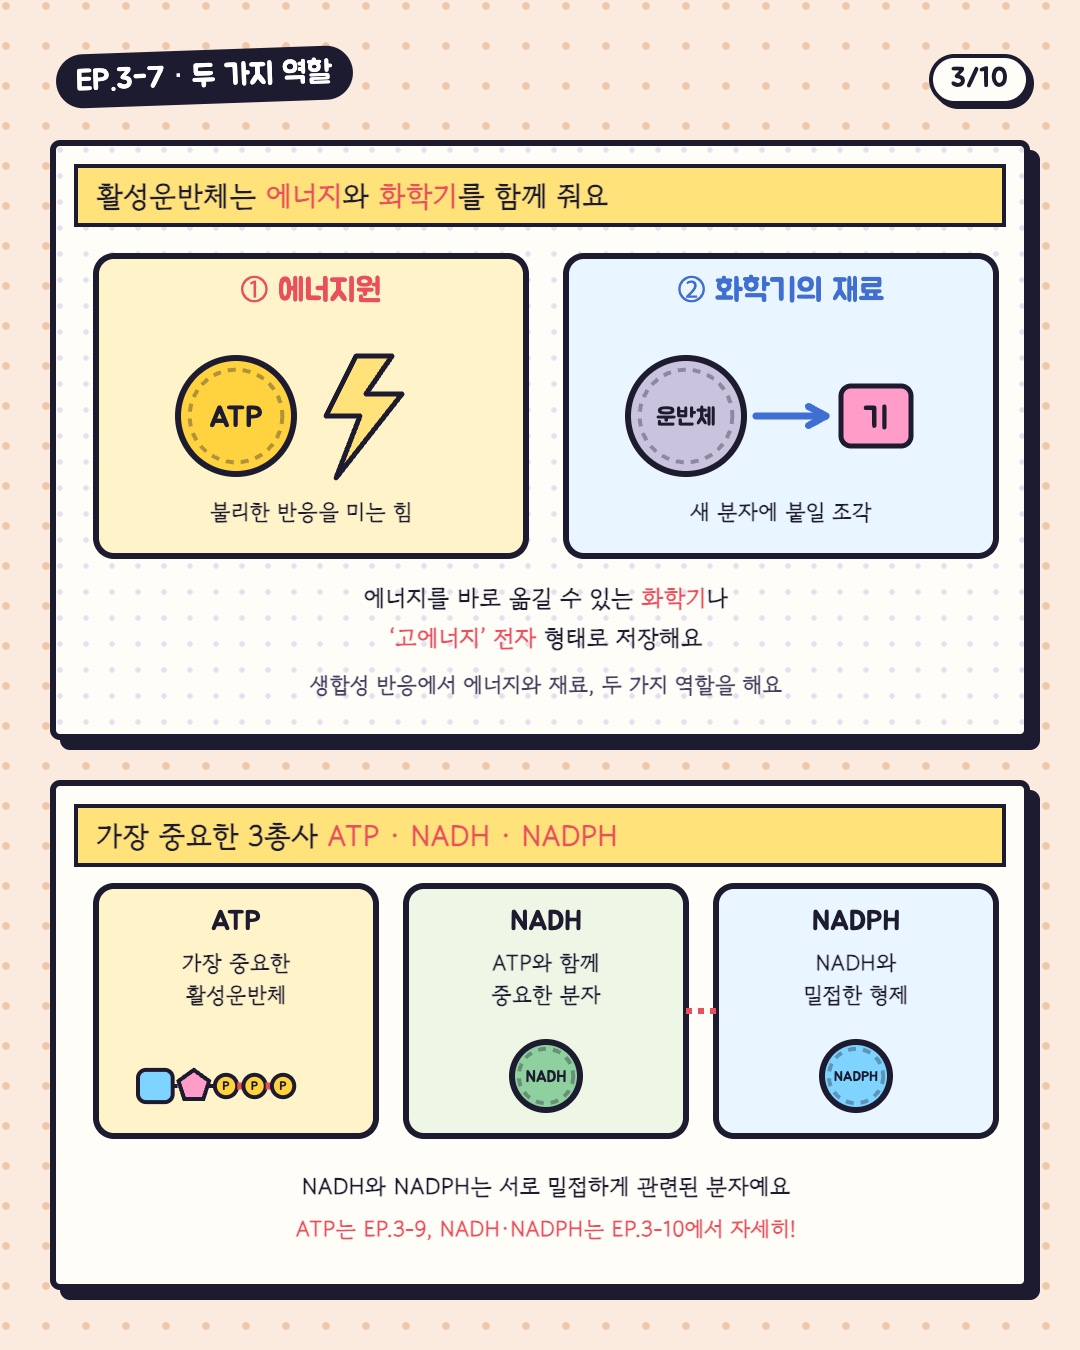 EP.3-7 · 두 가지 역할
3/10
활성운반체는 에너지와 화학기를 함께 줘요
① 에너지원
ATP
불리한 반응을 미는 힘
② 화학기의 재료
운반체
기
새 분자에 붙일 조각
에너지를 바로 옮길 수 있는 화학기나
‘고에너지’ 전자 형태로 저장해요
생합성 반응에서 에너지와 재료, 두 가지 역할을 해요
가장 중요한 3총사 ATP · NADH · NADPH
ATP
가장 중요한
활성운반체
P P P
NADH
ATP와 함께
중요한 분자
NADH
NADPH
NADH와
밀접한 형제
NADPH
NADH와 NADPH는 서로 밀접하게 관련된 분자예요
ATP는 EP.3-9, NADH·NADPH는 EP.3-10에서 자세히!